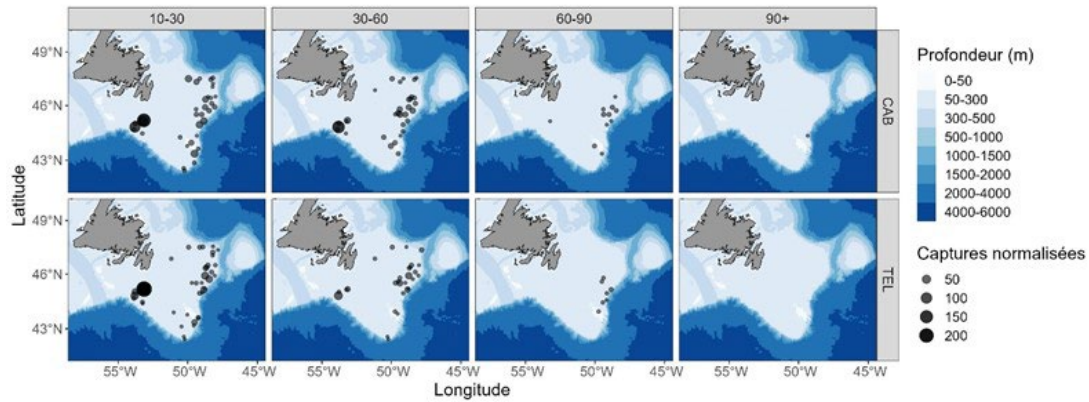 10-30
30-60
60-90
90+
49°N
46°N
43°N
CAB
49°N
46°N
43°N
TEL
55°W 50°W 45°W
55°W 50°W 45°W
55°W 50°W 45°W
55°W 50°W 45°W
Latitude
Longitude
Profondeur (m)
0-50
50-300
300-500
500-1000
1000-1500
1500-2000
2000-4000
4000-6000
Captures normalisées
50
100
150
200